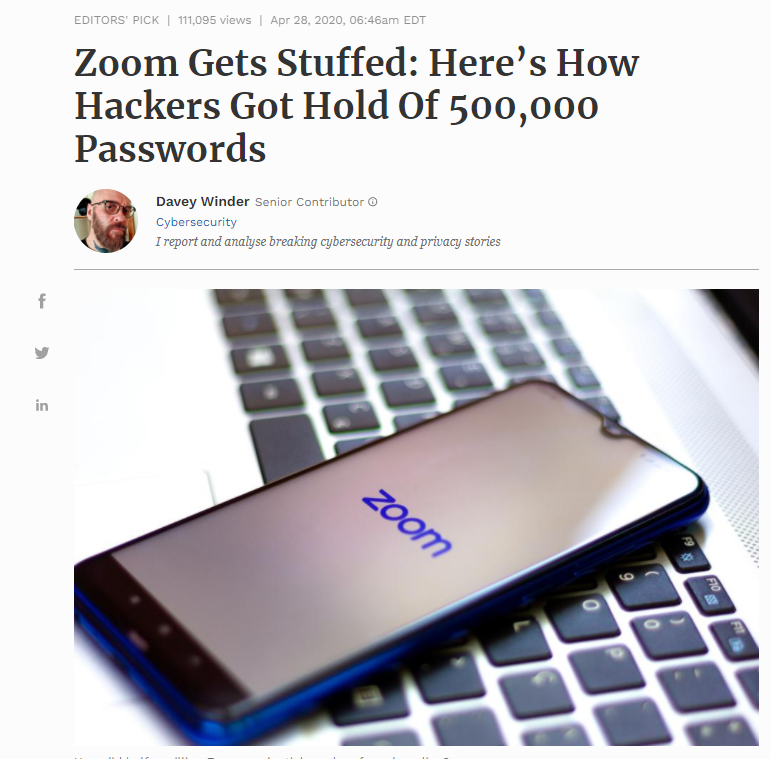 EDITORS' PICK | 111,095 views | Apr 28, 2020, 06:46am EDT
Zoom Gets Stuffed: Here’s How
Hackers Got Hold Of 500,000
Passwords
Davey Winder Senior Contributor
Cybersecurity
I report and analyse breaking cybersecurity and privacy stories
f
in
zoom
F9
F10
F11
9
(
O
)
L
P